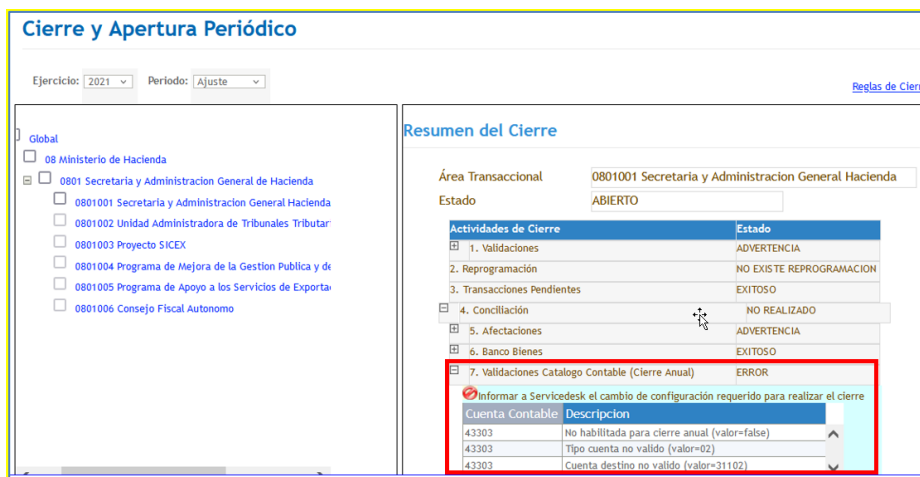 Cierre y Apertura Periódico
Ejercicio: 2021 Periodo: Ajuste
Reglas de Cier
Global
08 Ministerio de Hacienda
0801 Secretaria y Administracion General de Hacienda
0801001 Secretaria y Administracion General Hacienda
0801002 Unidad Administradora de Tribunales Tributar
0801003 Proyecto SICEX
0801004 Programa de Mejora de la Gestion Publica y de
0801005 Programa de Apoyo a los Servicios de Exporta
0801006 Consejo Fiscal Autonomo
Resumen del Cierre
Área Transaccional 0801001 Secretaria y Administracion General Hacienda
Estado ABIERTO
Actividades de Cierre Estado
1. Validaciones ADVERTENCIA
2. Reprogramación NO EXISTE REPROGRAMACION
3. Transacciones Pendientes EXITOSO
4. Conciliación NO REALIZADO
5. Afectaciones ADVERTENCIA
6. Banco Bienes EXITOSO
7. Validaciones Catalogo Contable (Cierre Anual) ERROR
Informar a Servicedesk el cambio de configuración requerido para realizar el cierre
Cuenta Contable Descripcion
43303 No habilitada para cierre anual (valor=false)
43303 Tipo cuenta no valido (valor=02)
43303 Cuenta destino no valido (valor=31102)